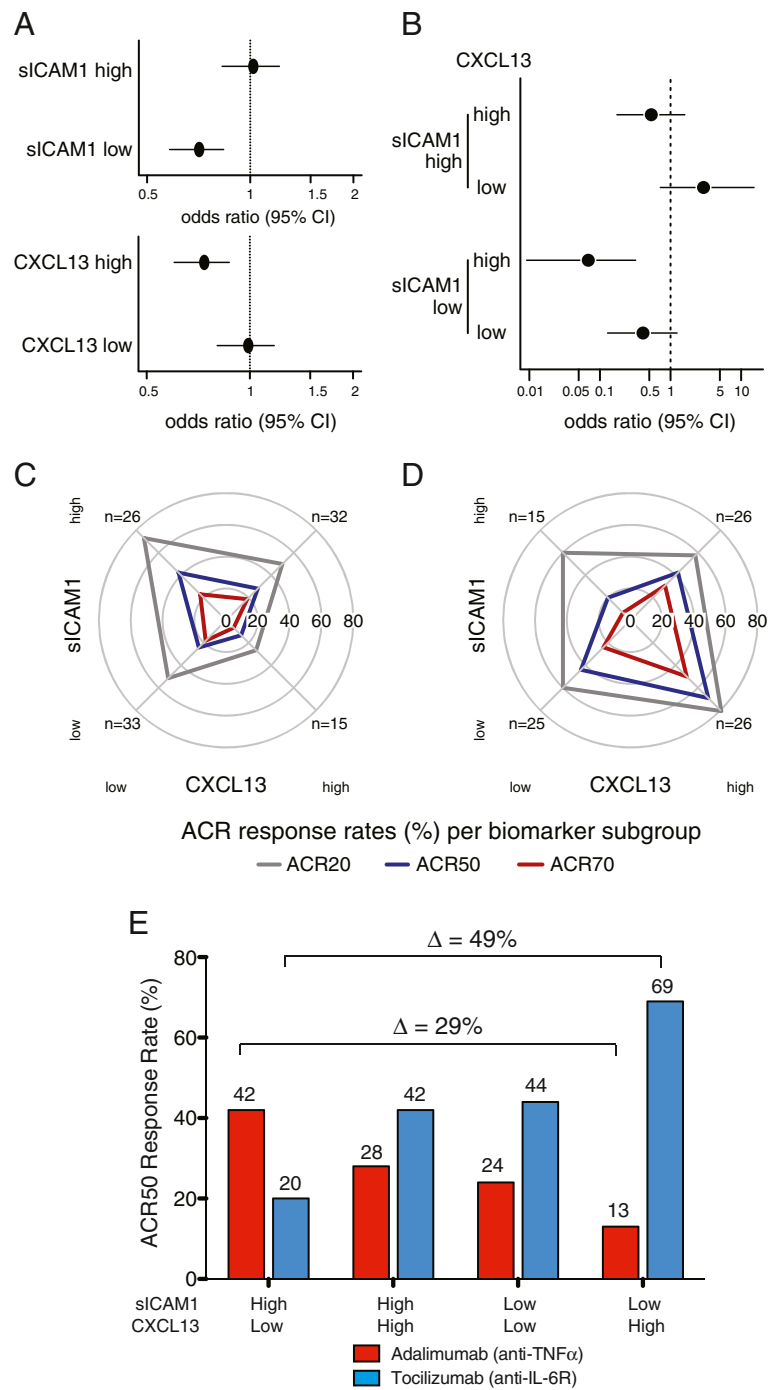 A
sICAM1 high
sICAM1 low
0.5 1 1.5 2
odds ratio (95% CI)
CXCL13 high
CXCL13 low
0.5 1 1.5 2
odds ratio (95% CI)
B
CXCL13
high
sICAM1
high
low
high
sICAM1
low
low
0.01 0.05 0.1 0.5 1 5 10
odds ratio (95% CI)
C
high
n=26
n=32
sICAM1
0 20 40 60 80
low
n=33
n=15
low
CXCL13
high
D
high
n=15
n=26
sICAM1
0 20 40 60 80
low
n=25
n=26
low
CXCL13
high
ACR response rates (%) per biomarker subgroup
ACR20 ACR50 ACR70
E
Δ = 49%
Δ = 29%
ACR50 Response Rate (%)
80
60
40
20
0
42
20
28
42
24
44
13
69
sICAM1 High High Low Low
CXCL13 Low High Low High
Adalimumab (anti-TNFα)
Tocilizumab (anti-IL-6R)